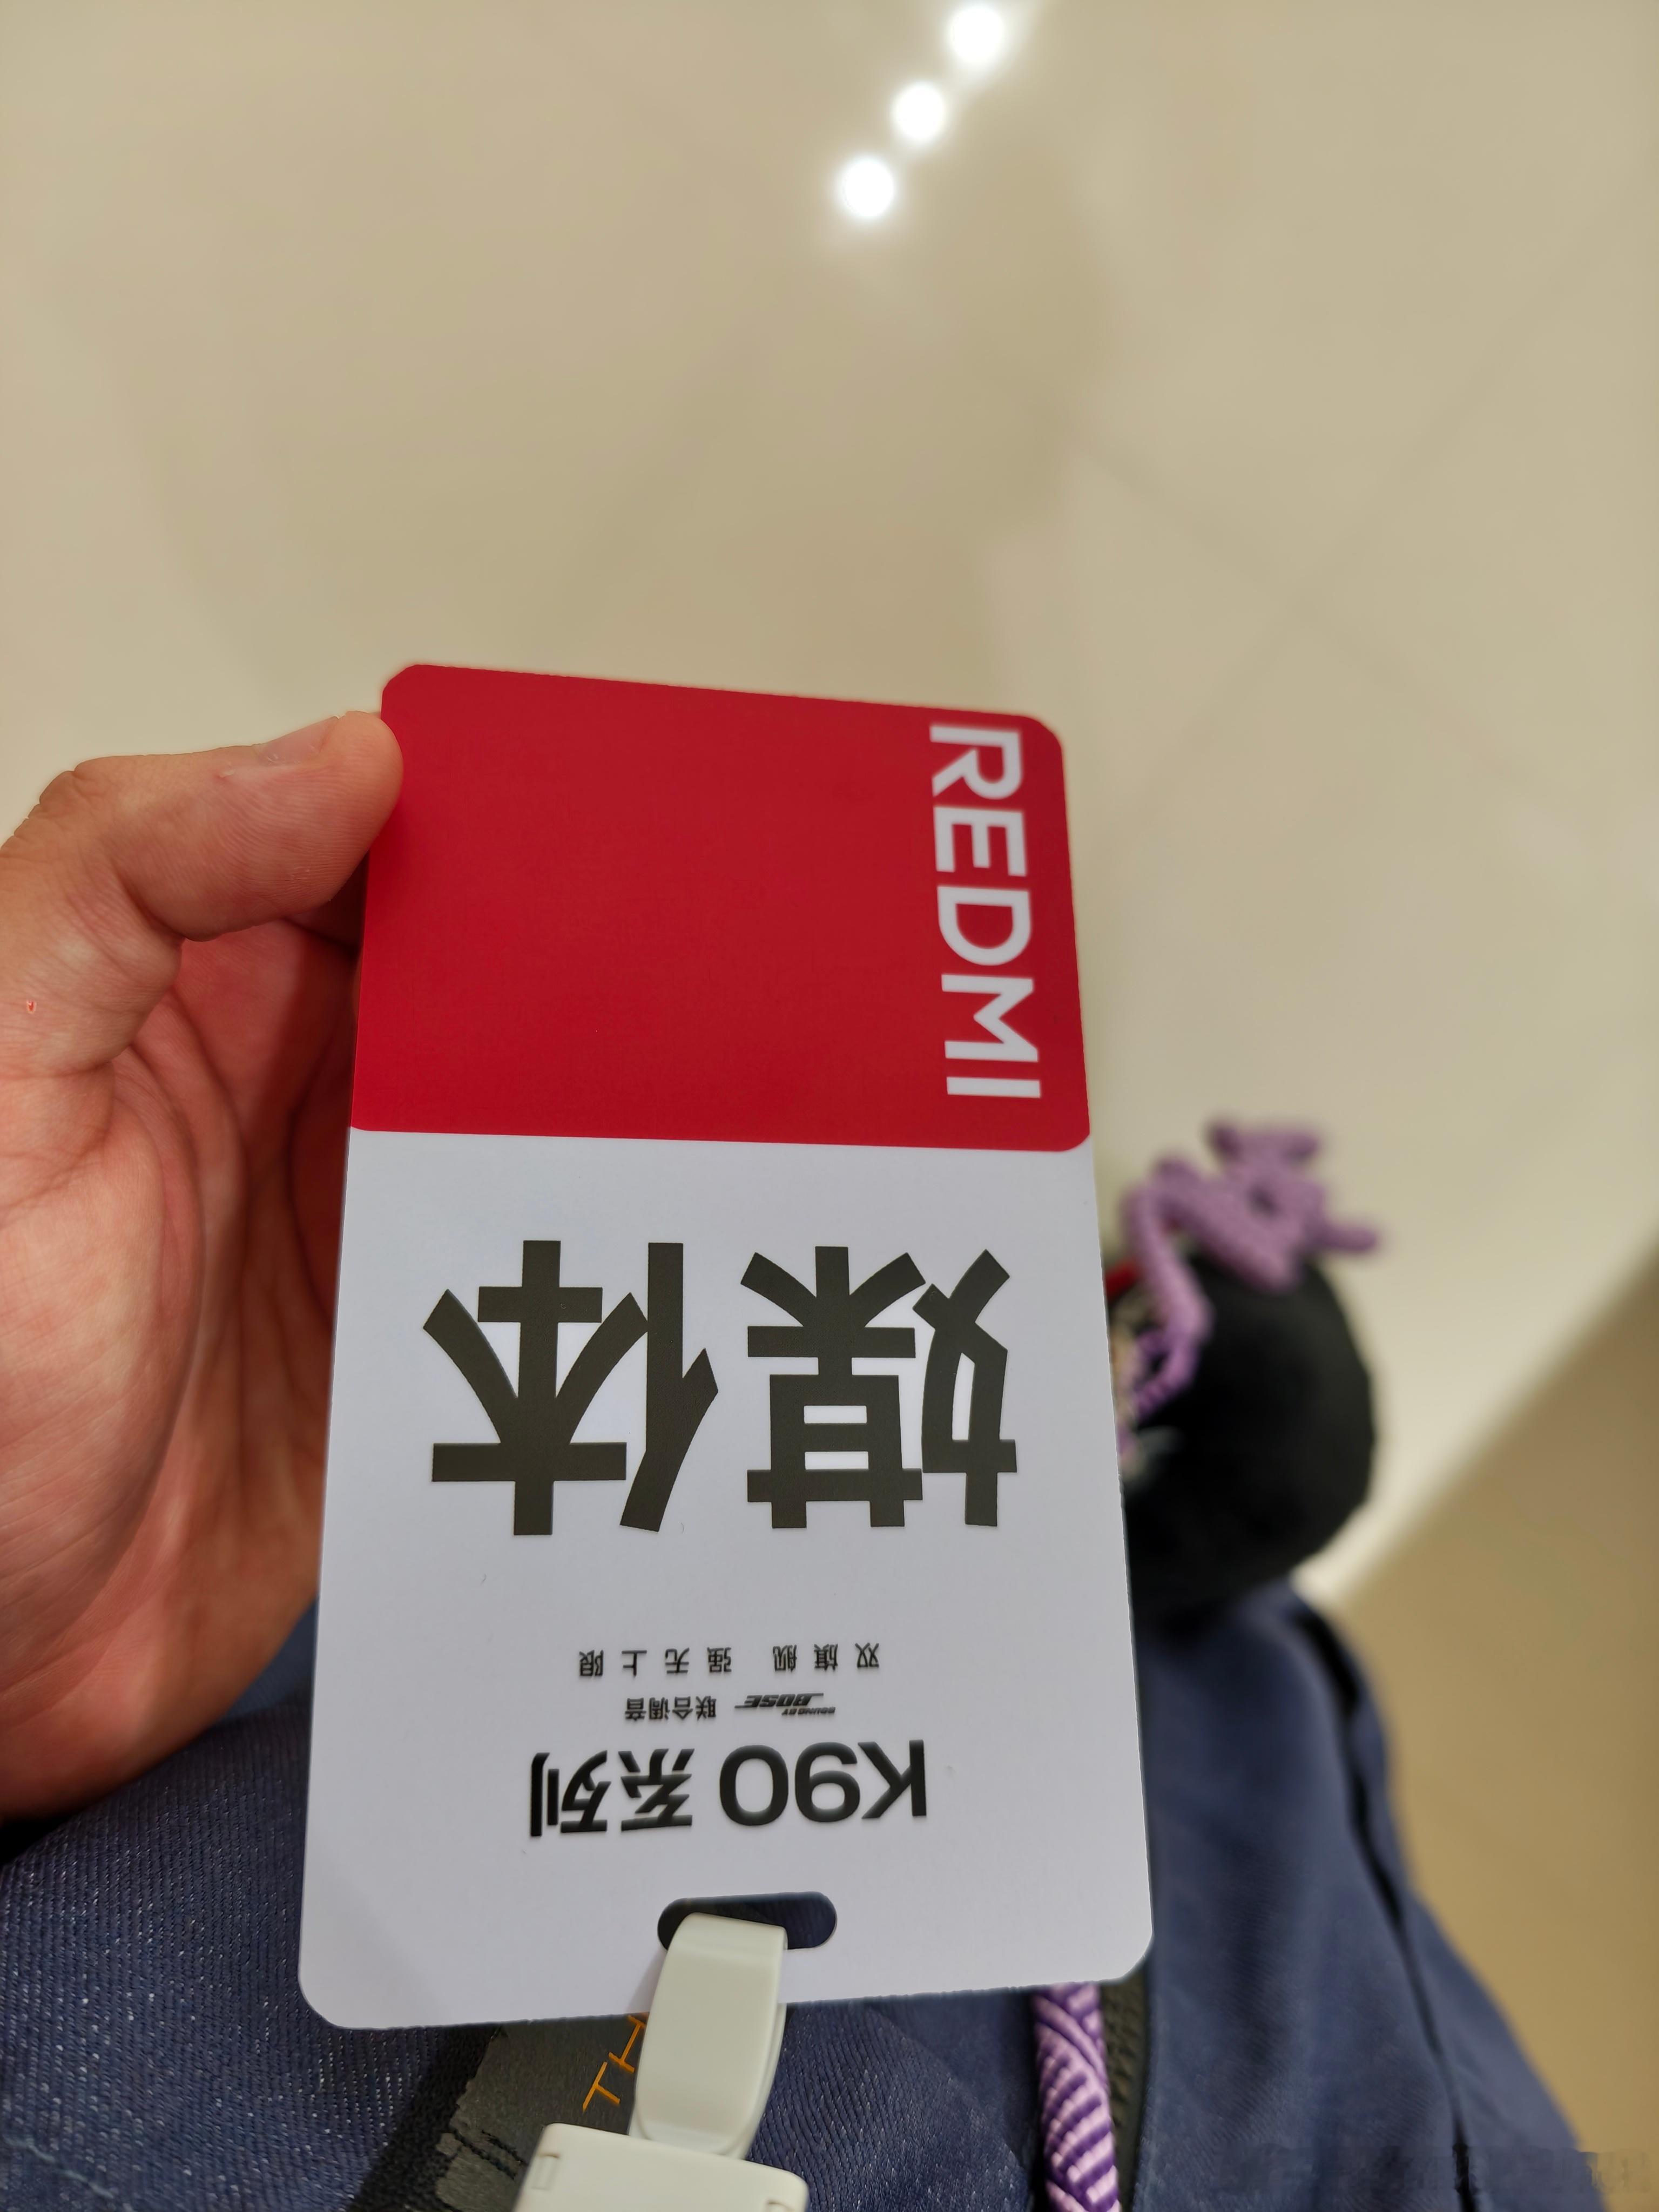 K90 系列
SOUND BY BOSE 联合调音
双旗舰 强无上限
媒体
REDMI
TH